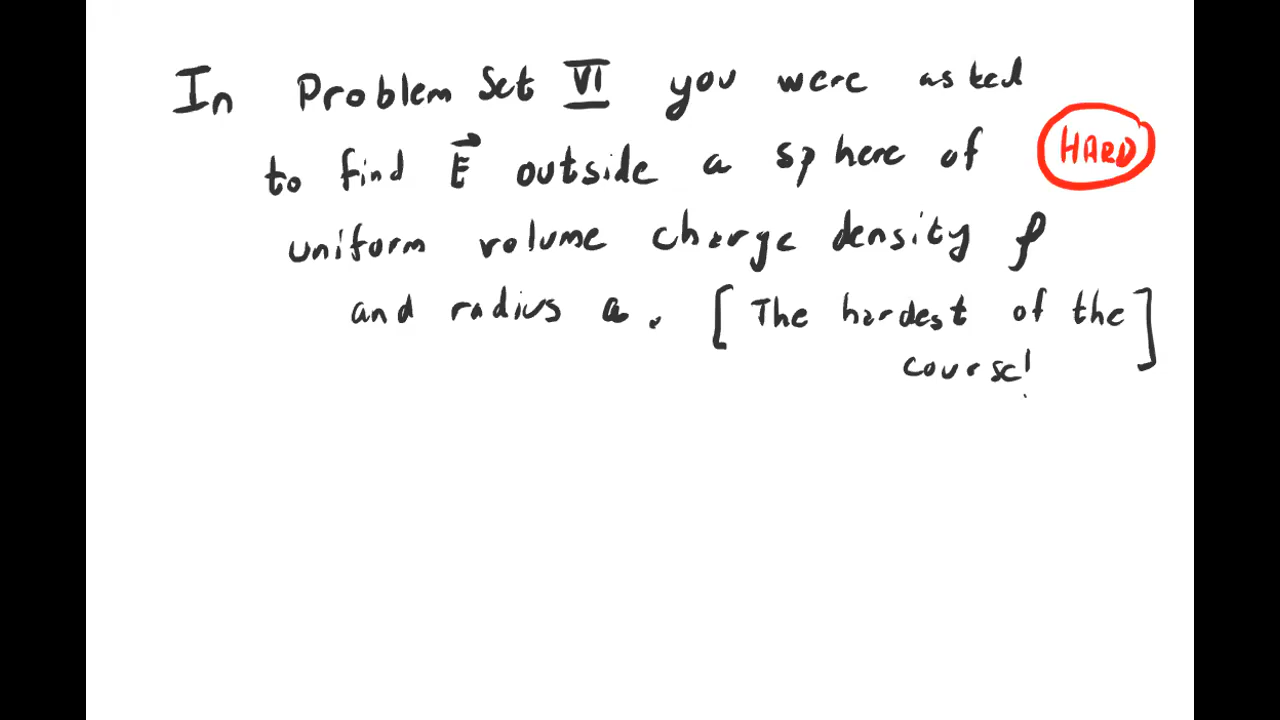 In Problem Set VI you were asked
to find E⃗ outside a sphere of HARD
uniform volume charge density ρ
and radius a. [The hardest of the
course!]